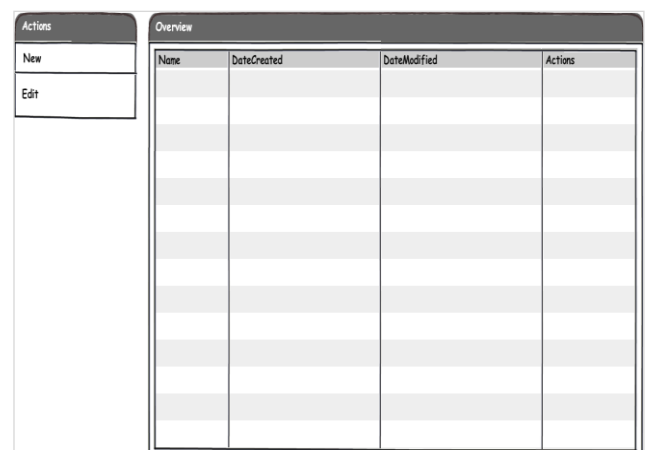 Actions
New
Edit
Overview
Name DateCreated DateModified Actions